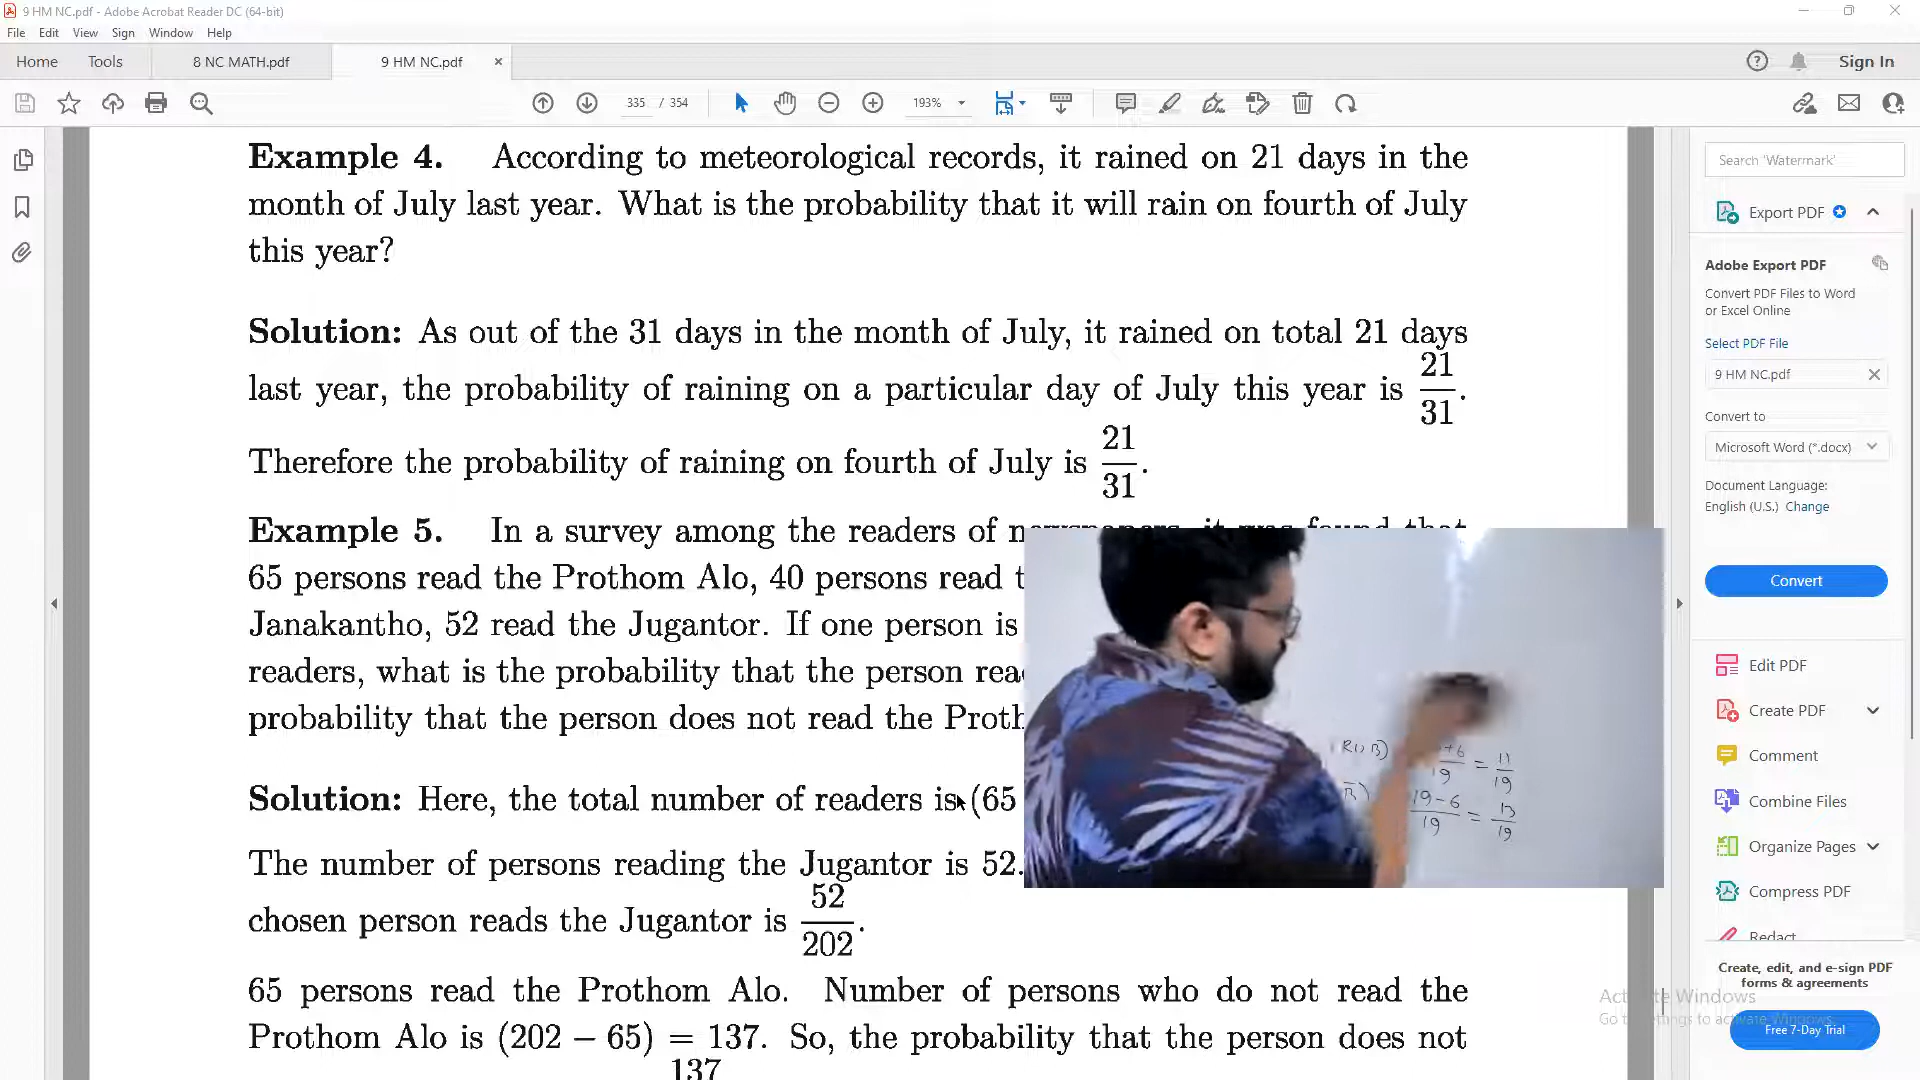 9 HM NC.pdf - Adobe Acrobat Reader DC (64-bit)
File Edit View Sign Window Help
Home Tools 8 NC MATH.pdf 9 HM NC.pdf × Sign In
335 / 354 193%
Example 4. According to meteorological records, it rained on 21 days in the
month of July last year. What is the probability that it will rain on fourth of July
this year?
Solution: As out of the 31 days in the month of July, it rained on total 21 days
last year, the probability of raining on a particular day of July this year is 21/31.
Therefore the probability of raining on fourth of July is 21/31.
Example 5. In a survey among the readers of newspapers, it was found that
65 persons read the Prothom Alo, 40 persons read
Janakantho, 52 read the Jugantor. If one person is
readers, what is the probability that the person
probability that the person does not read the
Solution: Here, the total number of readers is (65
The number of persons reading the Jugantor is 52.
chosen person reads the Jugantor is 52/202.
65 persons read the Prothom Alo. Number of persons who do not read the
Prothom Alo is (202 − 65) = 137. So, the probability that the person does not
137
+6/19 = 11/19
19-6/19 = 13/19
Search 'Watermark'
Export PDF
Adobe Export PDF
Convert PDF Files to Word
or Excel Online
Select PDF File
9 HM NC.pdf
Convert to
Microsoft Word (*.docx)
Document Language:
English (U.S.) Change
Convert
Edit PDF
Create PDF
Comment
Combine Files
Organize Pages
Compress PDF
Redact
Create, edit, and e-sign PDF
forms & agreements
Activate Windows
Go to Settings to activate Windows.
Free 7-Day Trial